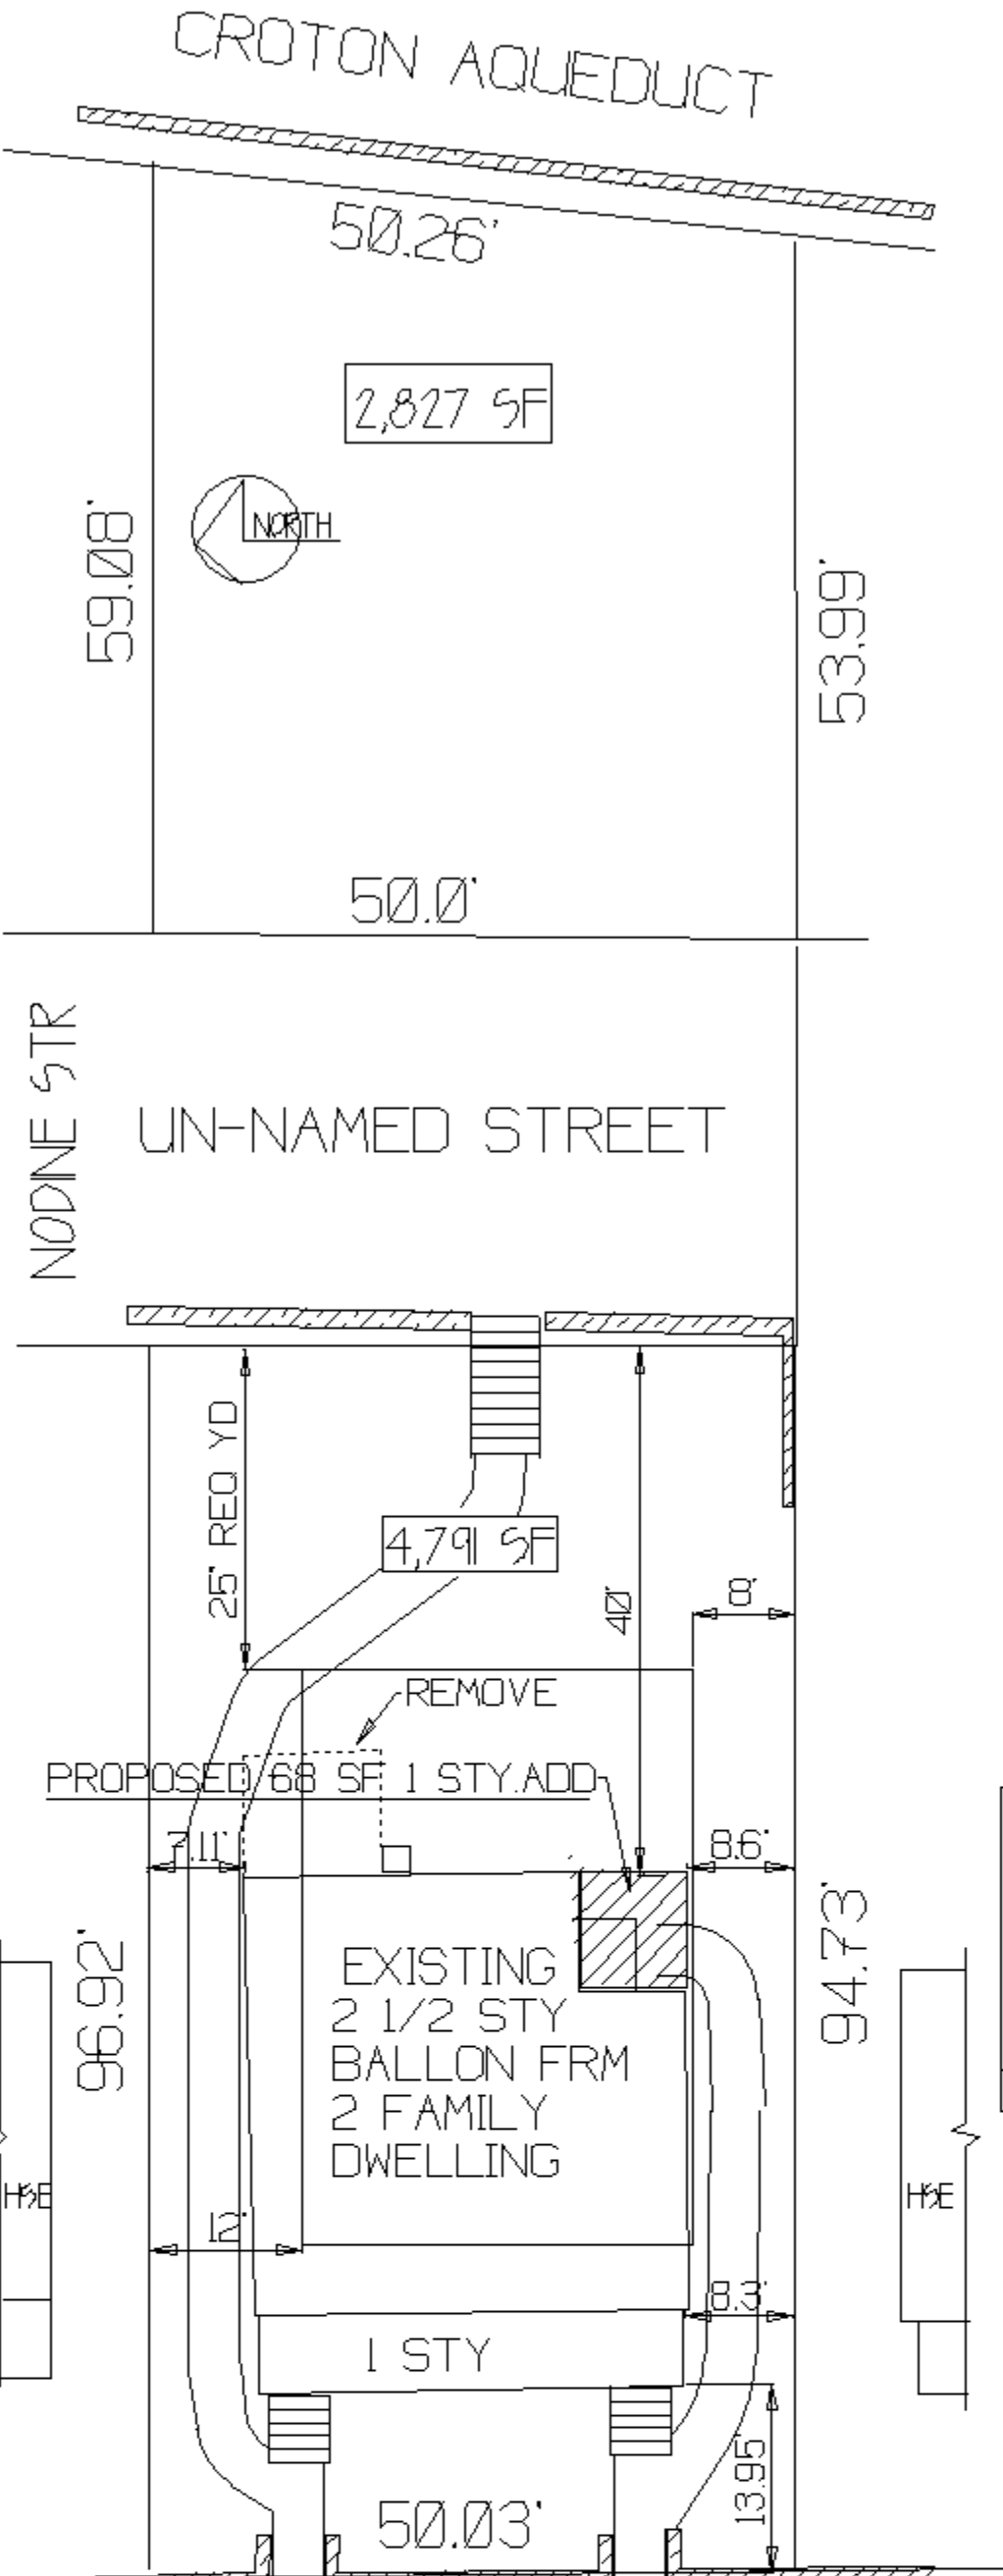 CROTON AQUEDUCT
50.26'
2,827 SF
NORTH
59.08'
53.99'
50.0'
NODINE STR
UN-NAMED STREET
25' REQ YD
4,791 SF
40'
8'
REMOVE
PROPOSED 68 SF 1 STY.ADD
7.11'
8.6'
96.92'
94.73'
EXISTING
2 1/2 STY
BALLON FRM
2 FAMILY
DWELLING
HSE
HSE
12'
8.3'
1 STY
13.95'
50.03'